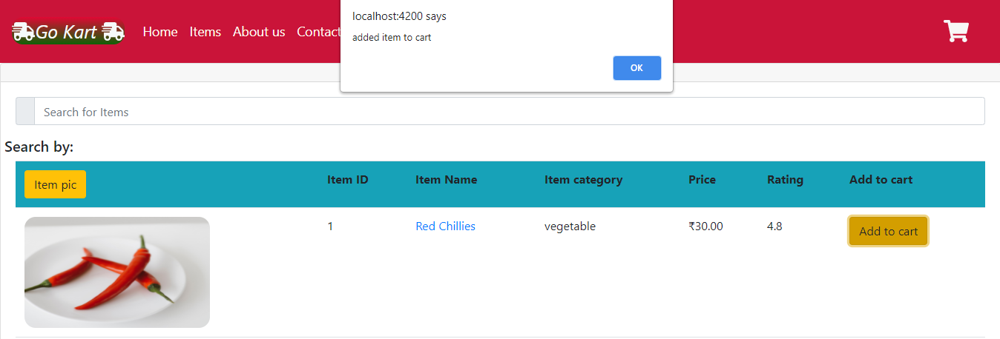 localhost:4200 says
added item to cart
OK
Go Kart Home Items About us Contact
Search for Items
Search by:
Item pic Item ID Item Name Item category Price Rating Add to cart
1 Red Chillies vegetable ₹30.00 4.8 Add to cart